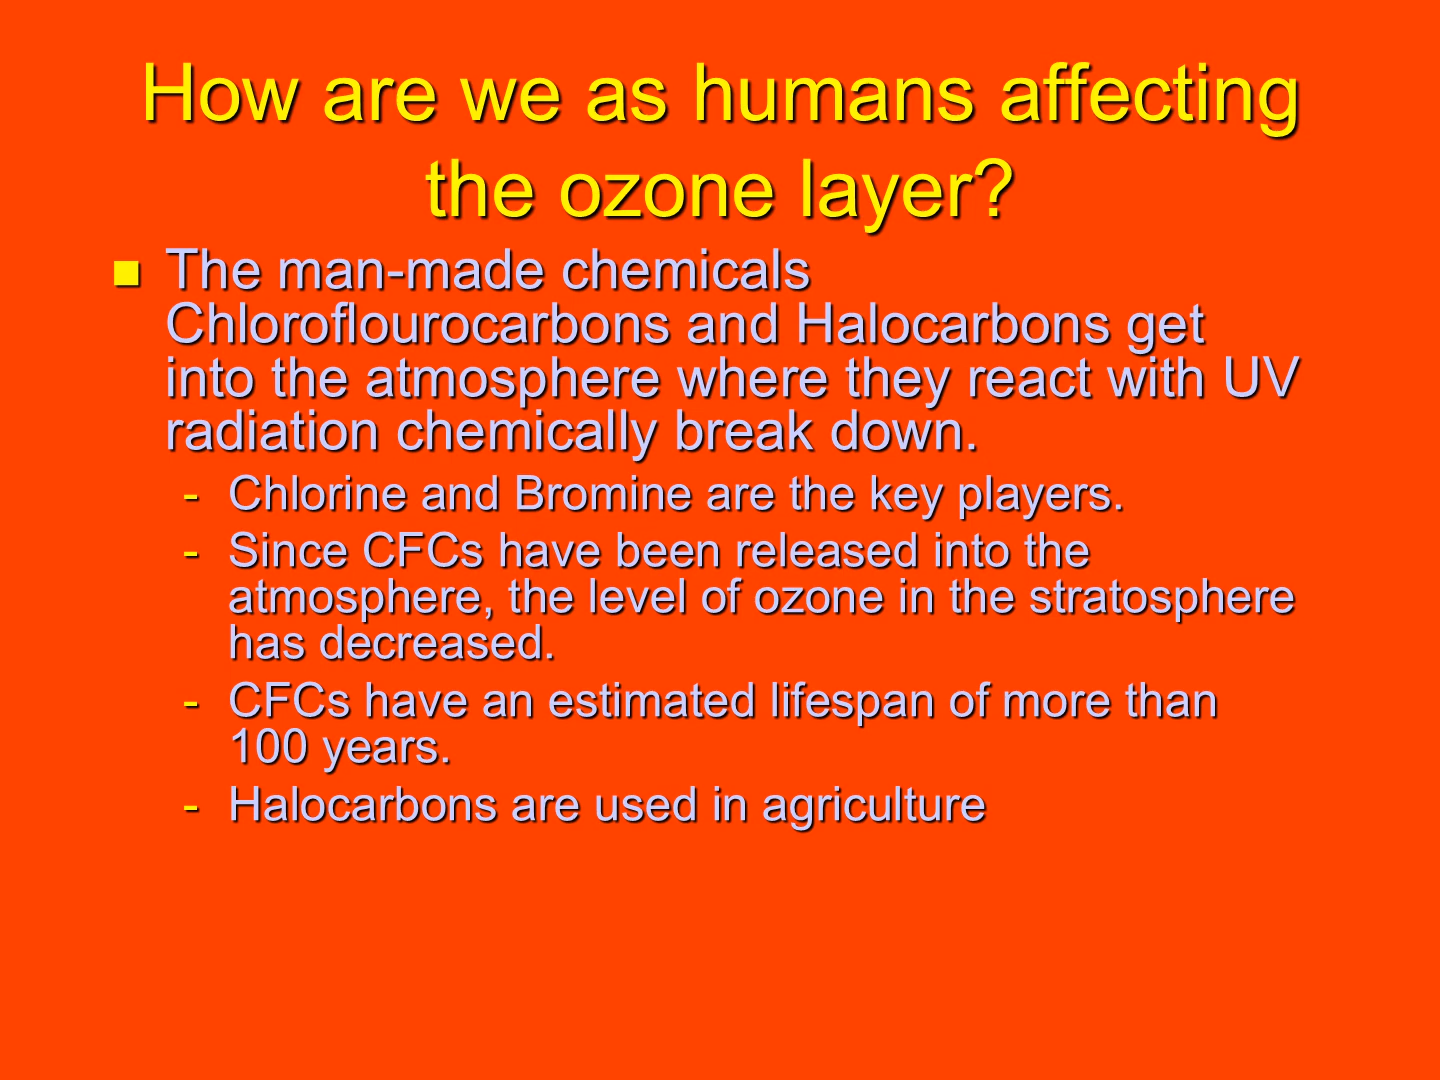 How are we as humans affecting
the ozone layer?
The man-made chemicals
Chloroflourocarbons and Halocarbons get
into the atmosphere where they react with UV
radiation chemically break down.
- Chlorine and Bromine are the key players.
- Since CFCs have been released into the
atmosphere, the level of ozone in the stratosphere
has decreased.
- CFCs have an estimated lifespan of more than
100 years.
- Halocarbons are used in agriculture